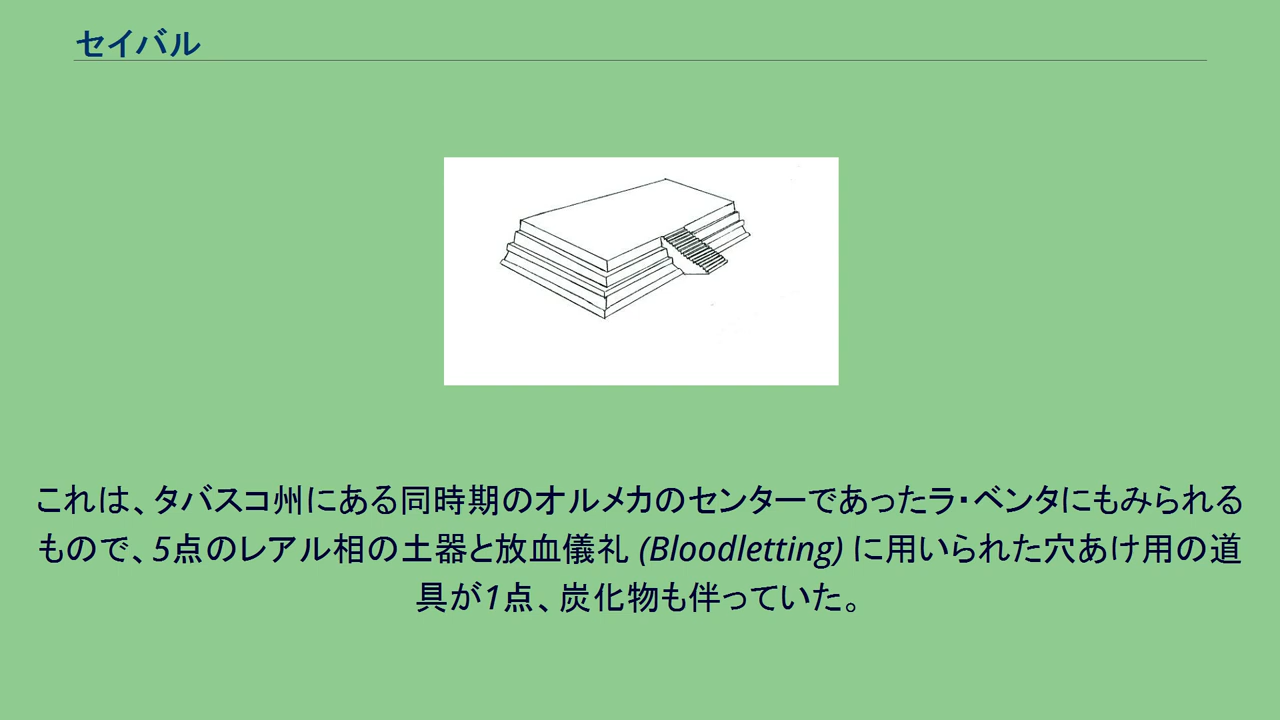 セイバル
これは、タバスコ州にある同時期のオルメカのセンターであったラ・ベンタにもみられる
もので、5点のレアル相の土器と放血儀礼 (Bloodletting) に用いられた穴あけ用の道
具が1点、炭化物も伴っていた。